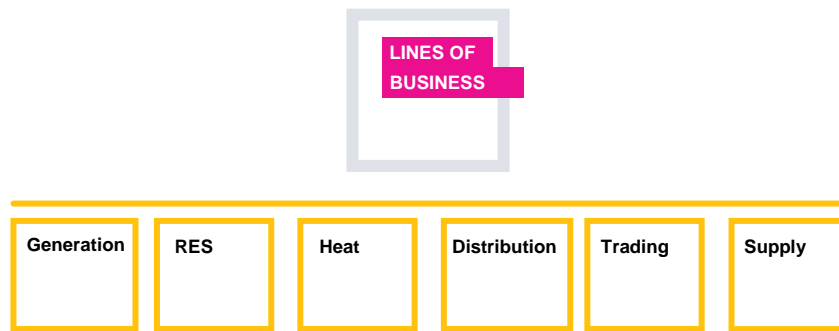 LINES OF
BUSINESS
Generation
RES
Heat
Distribution
Trading
Supply